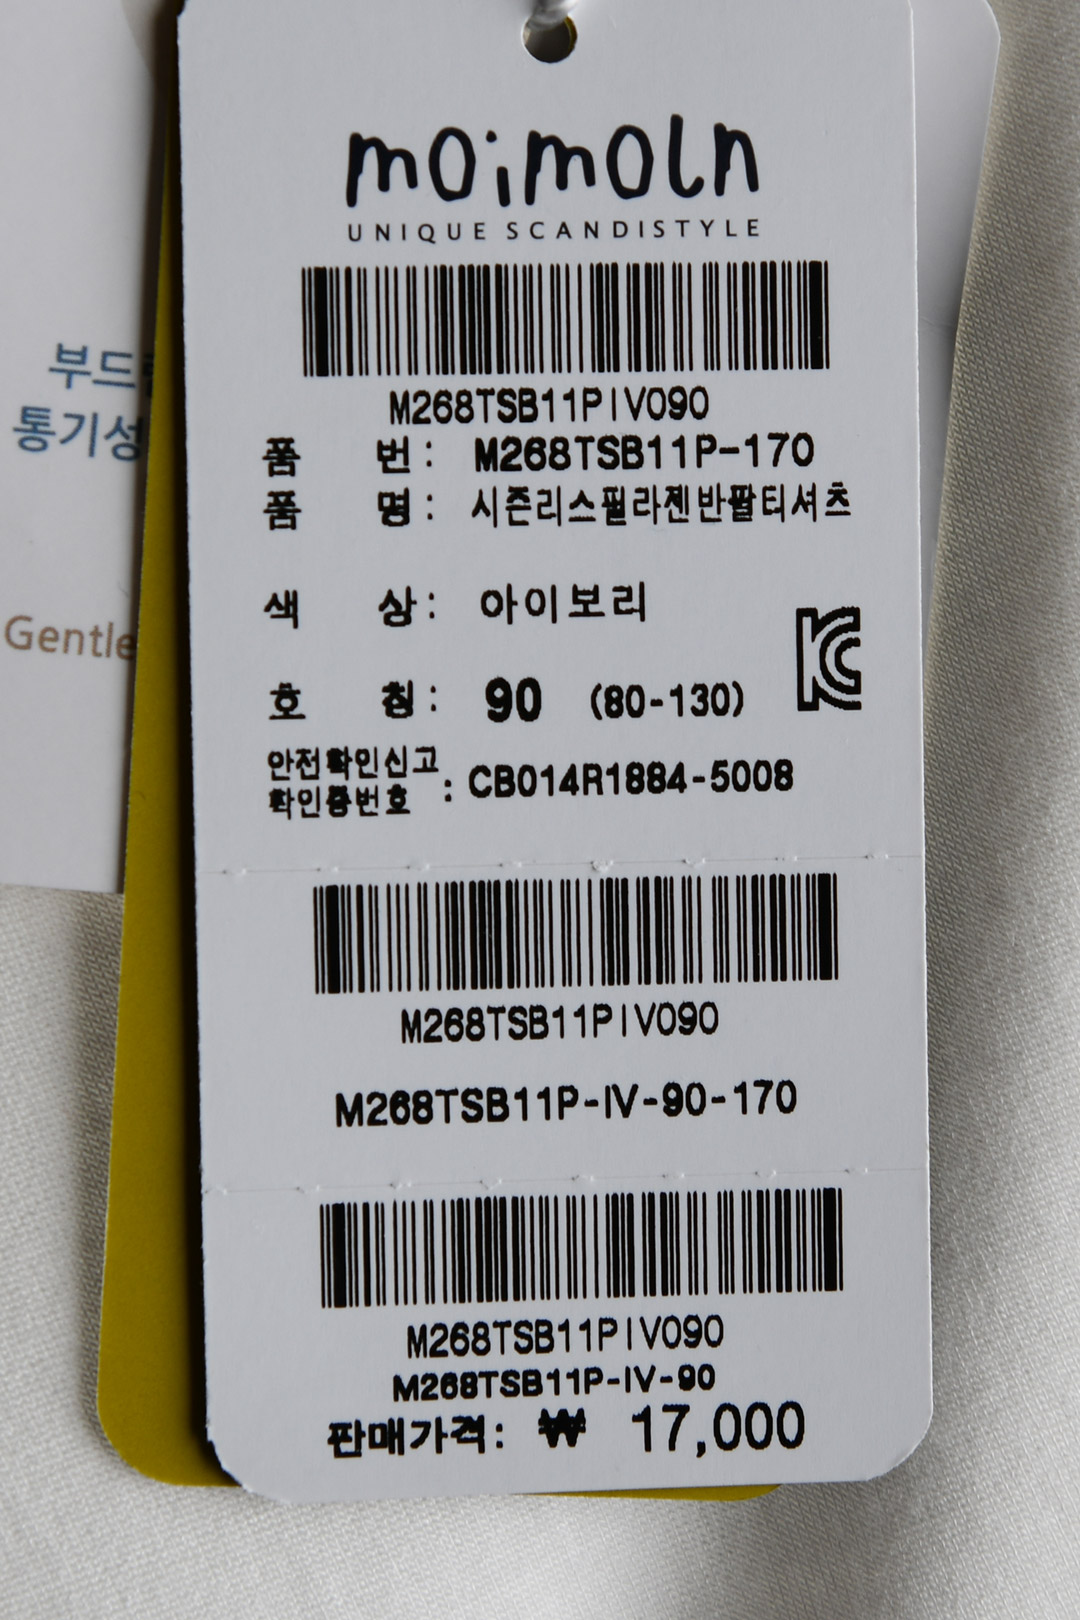 moimoln
UNIQUE SCANDISTYLE
M268TSB11PIV090
품 번 : M268TSB11P-170
품 명 : 시즌리스필라젠반팔티셔츠
색 상 : 아이보리
호 칭 : 90 (80-130)
안전확인신고
확인증번호 : CB014R1884-5008
M268TSB11PIV090
M268TSB11P-IV-90-170
M268TSB11PIV090
M268TSB11P-IV-90
판매가격: ₩ 17,000
통기성
Gentle